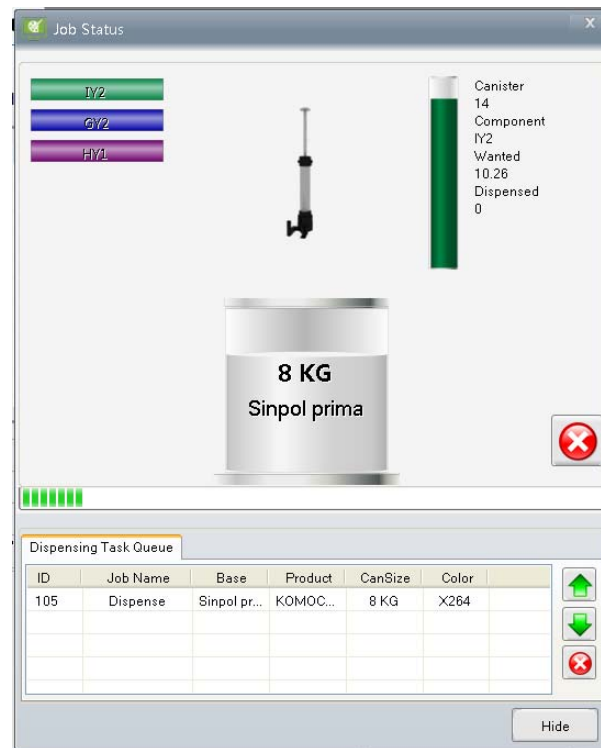 Job Status
X
IY2
GY2
HY1
Canister
14
Component
IY2
Wanted
10.26
Dispensed
0
8 KG
Sinpol prima
Dispensing Task Queue
ID Job Name Base Product CanSize Color
105 Dispense Sinpol pr... KOMOC... 8 KG X264
Hide